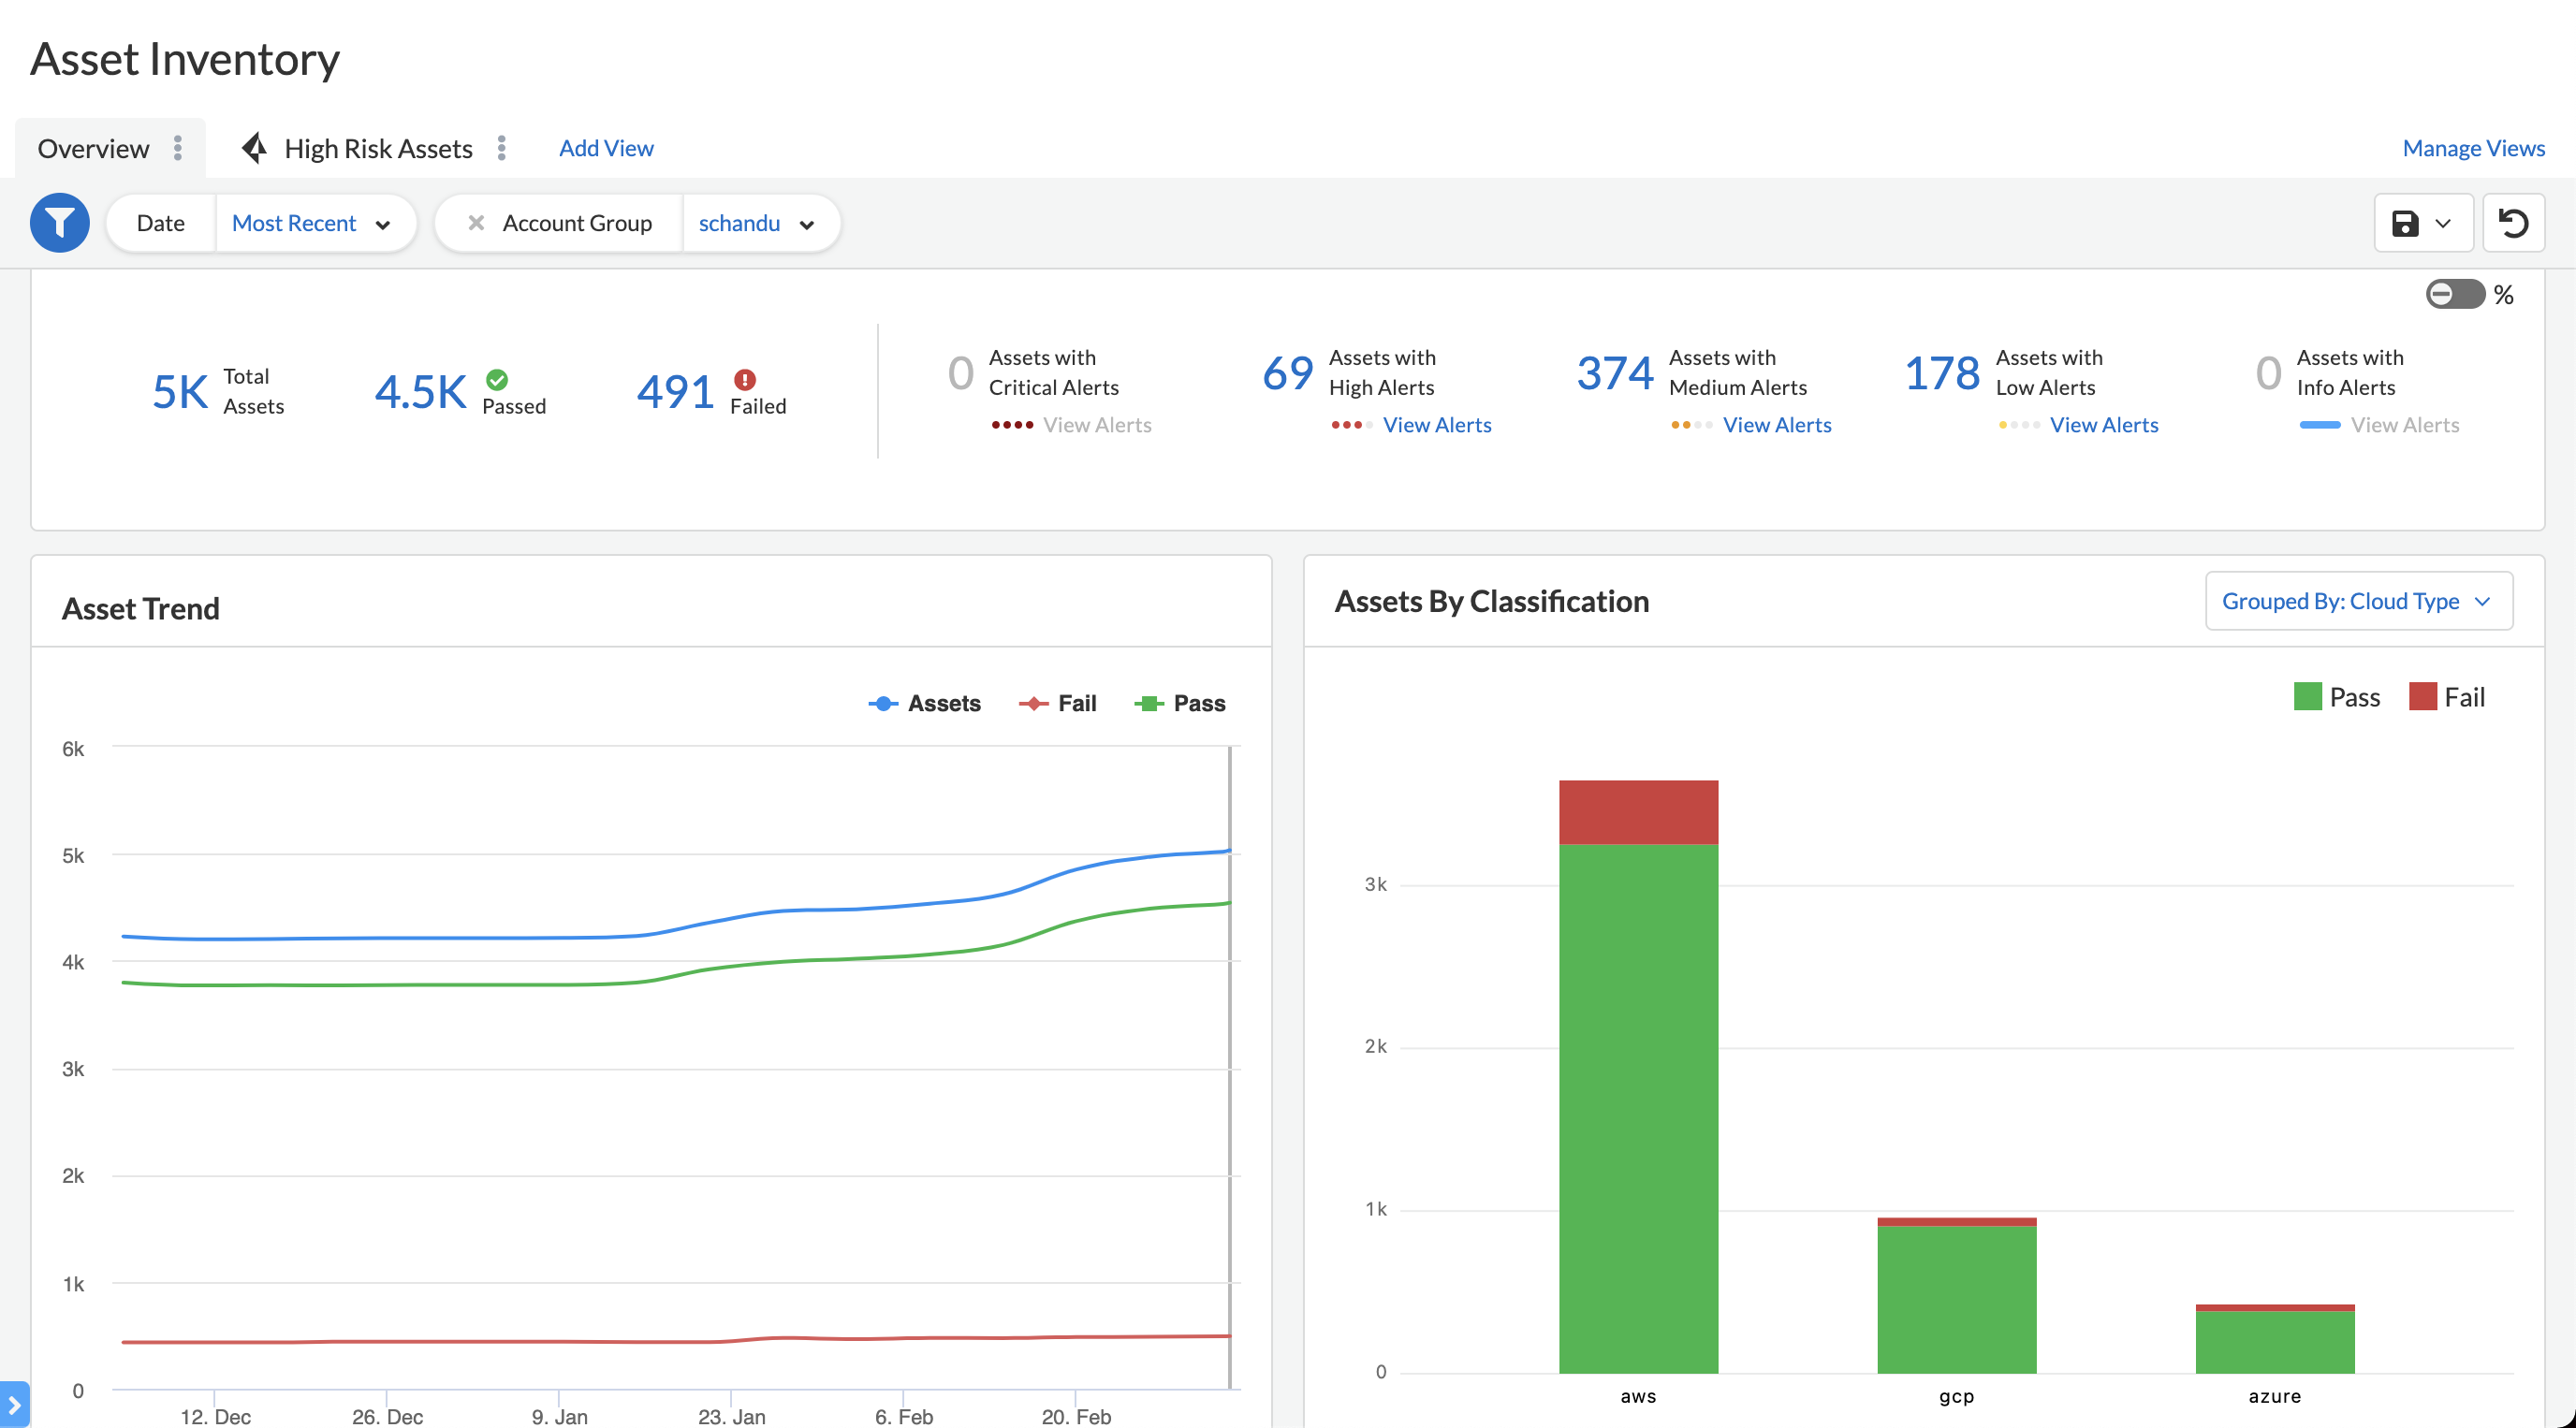 Asset Inventory
Overview
High Risk Assets
Add View
Manage Views
Date
Most Recent
Account Group
schandu
%
5K
Total
Assets
4.5K
Passed
491
Failed
0
Assets with
Critical Alerts
View Alerts
69
Assets with
High Alerts
View Alerts
374
Assets with
Medium Alerts
View Alerts
178
Assets with
Low Alerts
View Alerts
0
Assets with
Info Alerts
View Alerts
Asset Trend
Assets
Fail
Pass
6k
5k
4k
3k
2k
1k
0
12. Dec
26. Dec
9. Jan
23. Jan
6. Feb
20. Feb
Assets By Classification
Grouped By: Cloud Type
Pass
Fail
3k
2k
1k
0
aws
gcp
azure